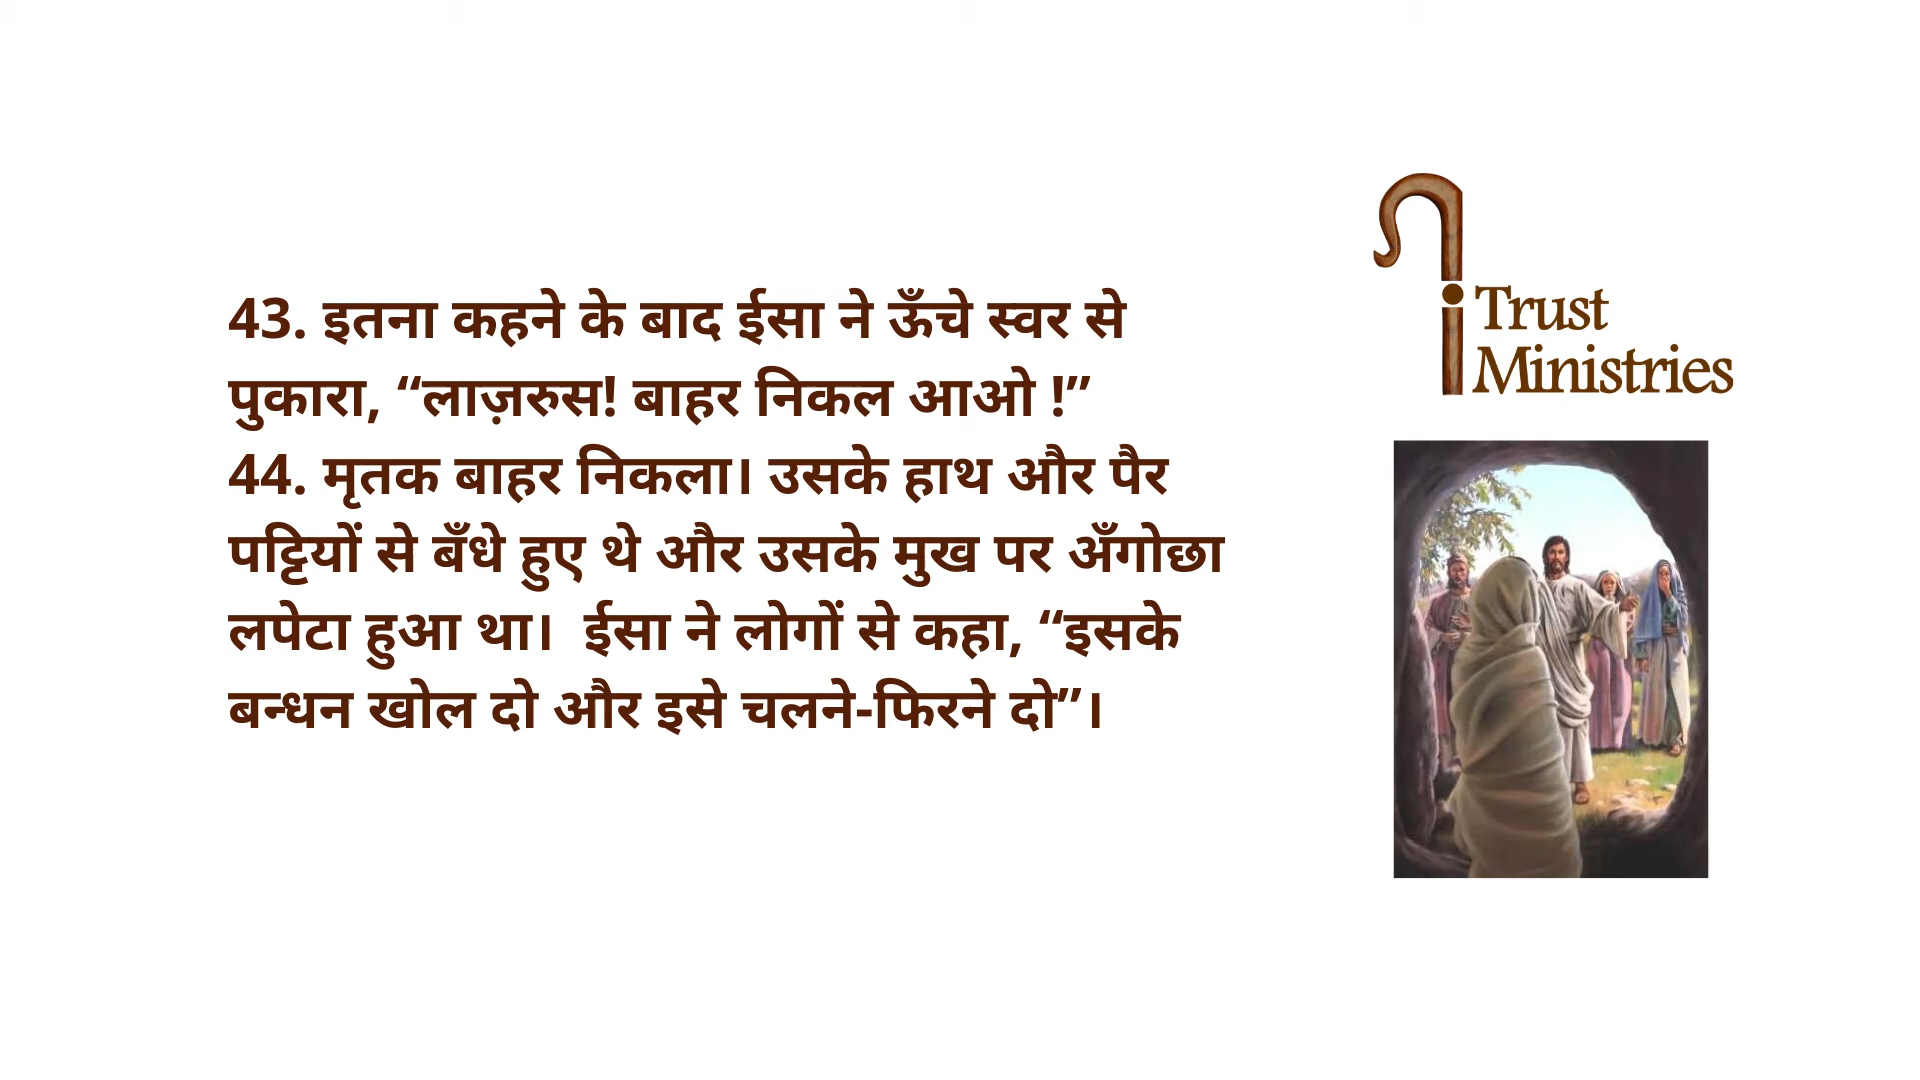 43. इतना कहने के बाद ईसा ने ऊँचे स्वर से
पुकारा, “लाज़रुस! बाहर निकल आओ !”
44. मृतक बाहर निकला। उसके हाथ और पैर
पट्टियों से बँधे हुए थे और उसके मुख पर अँगोछा
लपेटा हुआ था।  ईसा ने लोगों से कहा, “इसके
बन्धन खोल दो और इसे चलने-फिरने दो”।
i Trust
Ministries